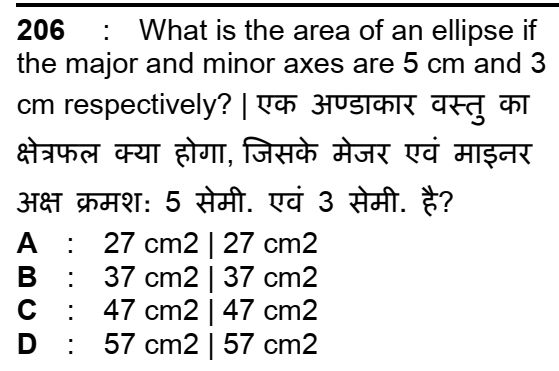 206 : What is the area of an ellipse if
the major and minor axes are 5 cm and 3
cm respectively? | एक अण्डाकार वस्तु का
क्षेत्रफल क्या होगा, जिसके मेजर एवं माइनर
अक्ष क्रमश: 5 सेमी. एवं 3 सेमी. है?
A : 27 cm2 | 27 cm2
B : 37 cm2 | 37 cm2
C : 47 cm2 | 47 cm2
D : 57 cm2 | 57 cm2